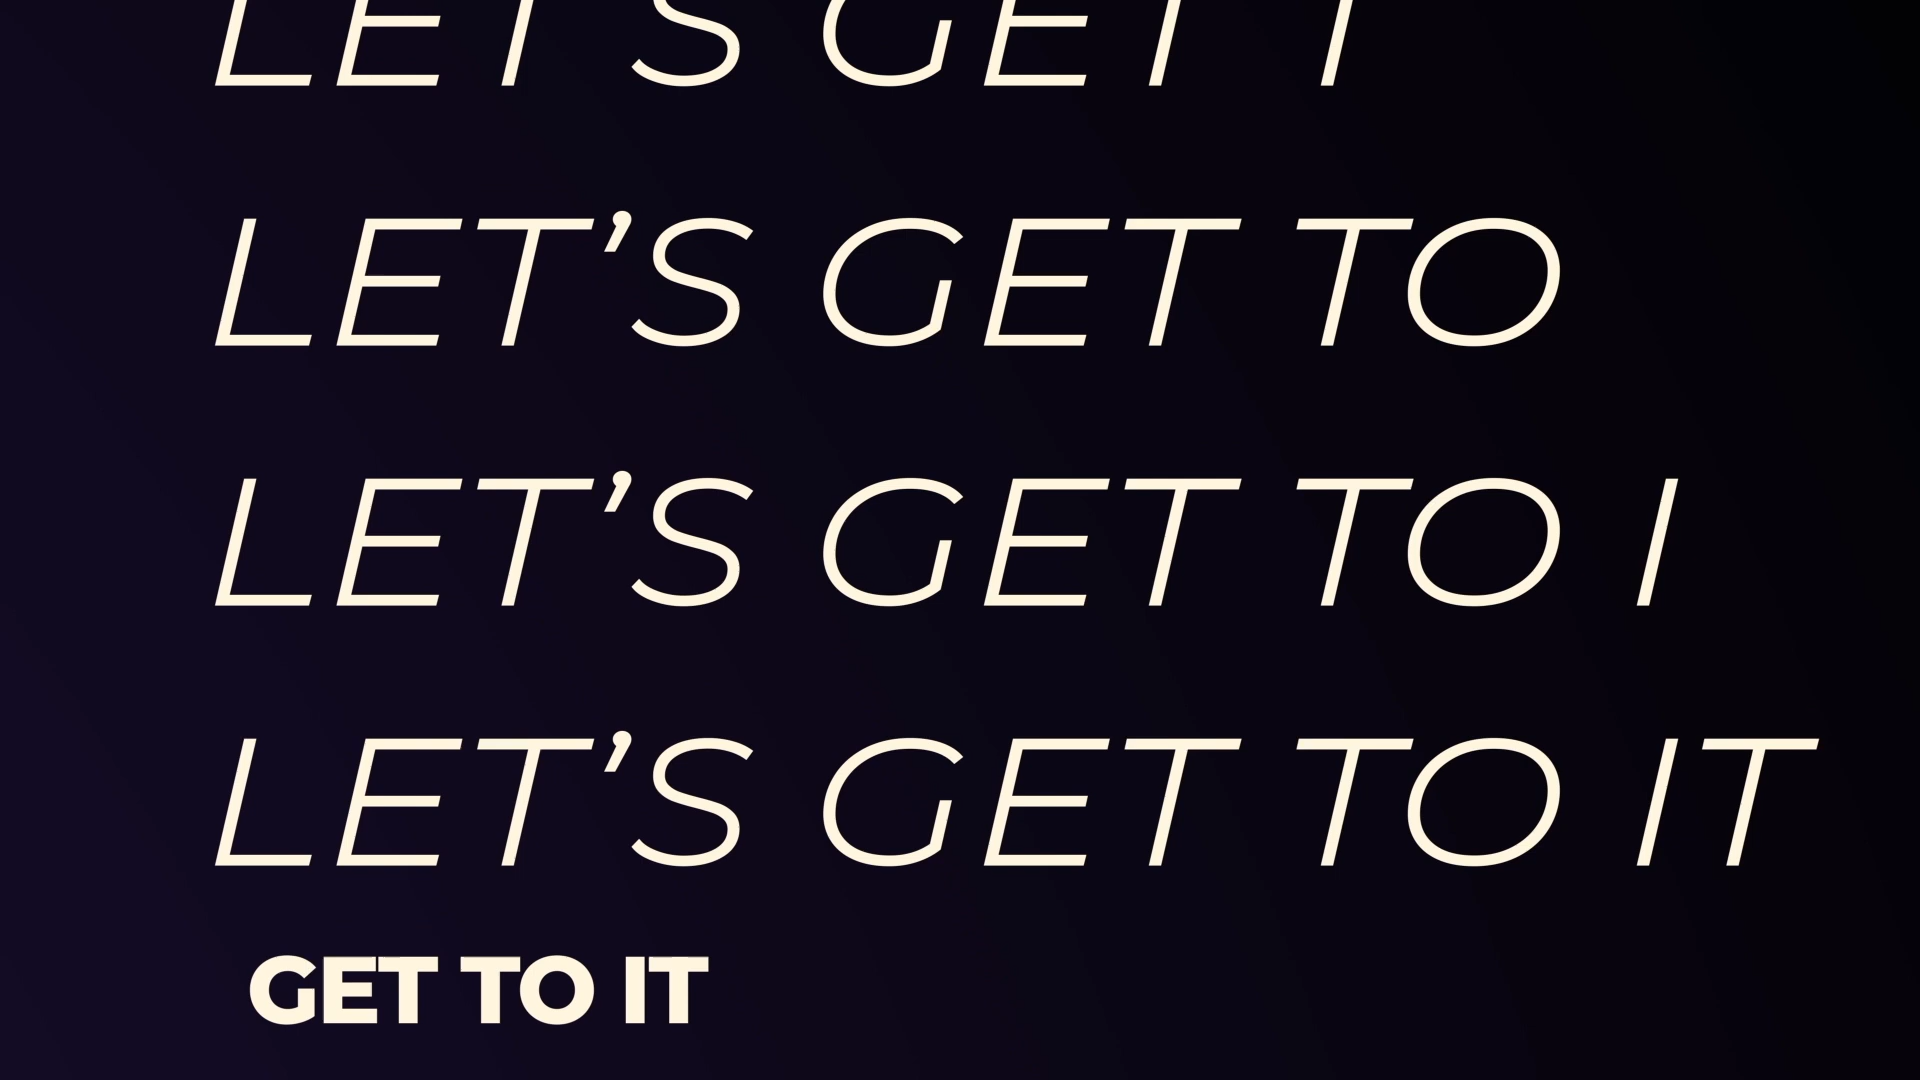 LET’S GET T
LET’S GET TO
LET’S GET TO I
LET’S GET TO IT
GET TO IT